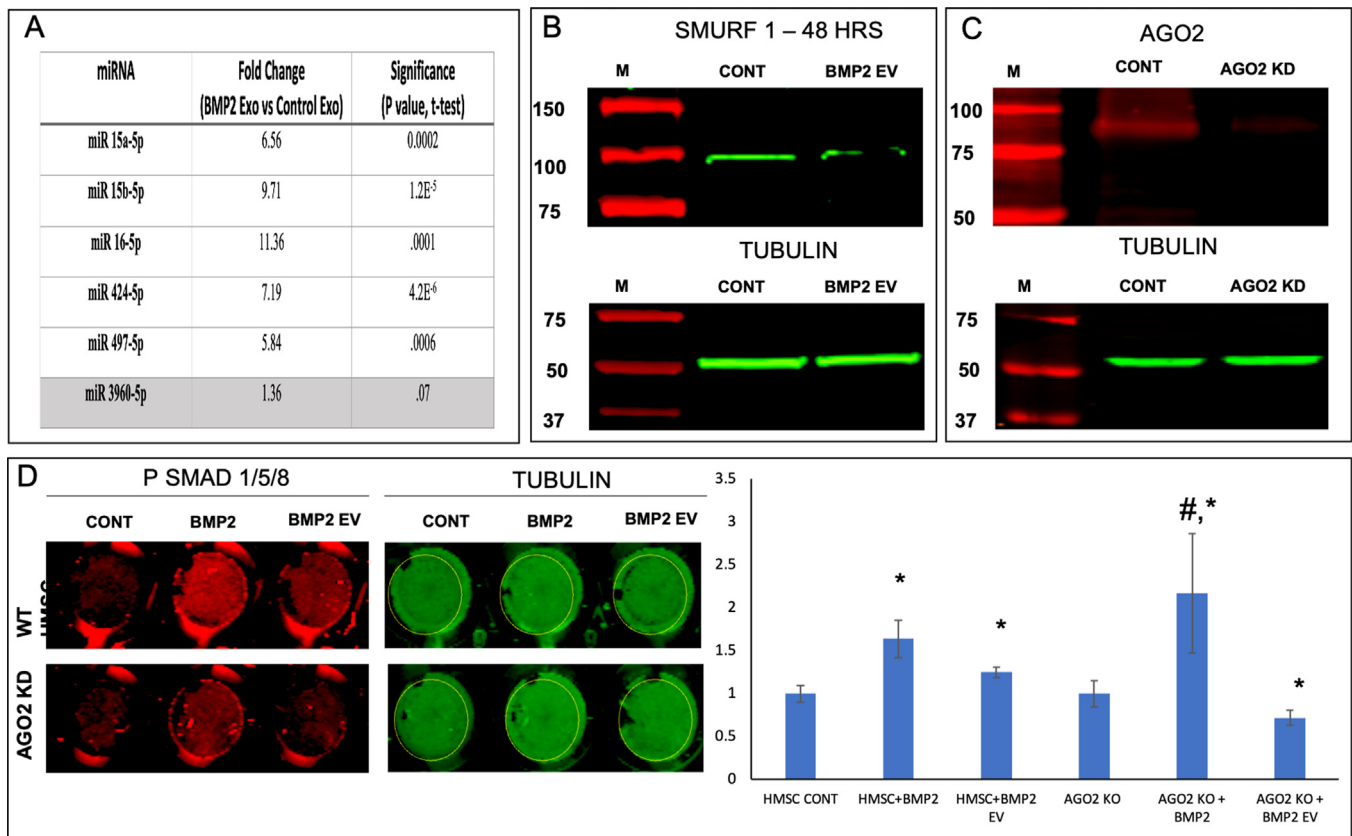 A
miRNA Fold Change Significance
(BMP2 Exo vs Control Exo) (P value, t-test)
miR 15a-5p 6.56 0.0002
miR 15b-5p 9.71 1.2E-5
miR 16-5p 11.36 .0001
miR 424-5p 7.19 4.2E-6
miR 497-5p 5.84 .0006
miR 3960-5p 1.36 .07
B
SMURF 1 – 48 HRS
M CONT BMP2 EV
150
100
75
TUBULIN
M CONT BMP2 EV
75
50
37
C
AGO2
M CONT AGO2 KD
100
75
50
TUBULIN
M CONT AGO2 KD
75
50
37
D
P SMAD 1/5/8 TUBULIN
CONT BMP2 BMP2 EV CONT BMP2 BMP2 EV
WT
HMSC
AGO2 KD
3.5
3
2.5
2
1.5
1
0.5
0
* * #,* *
HMSC CONT HMSC+BMP2 HMSC+BMP2 AGO2 KO AGO2 KO + AGO2 KO +
EV BMP2 BMP2 EV